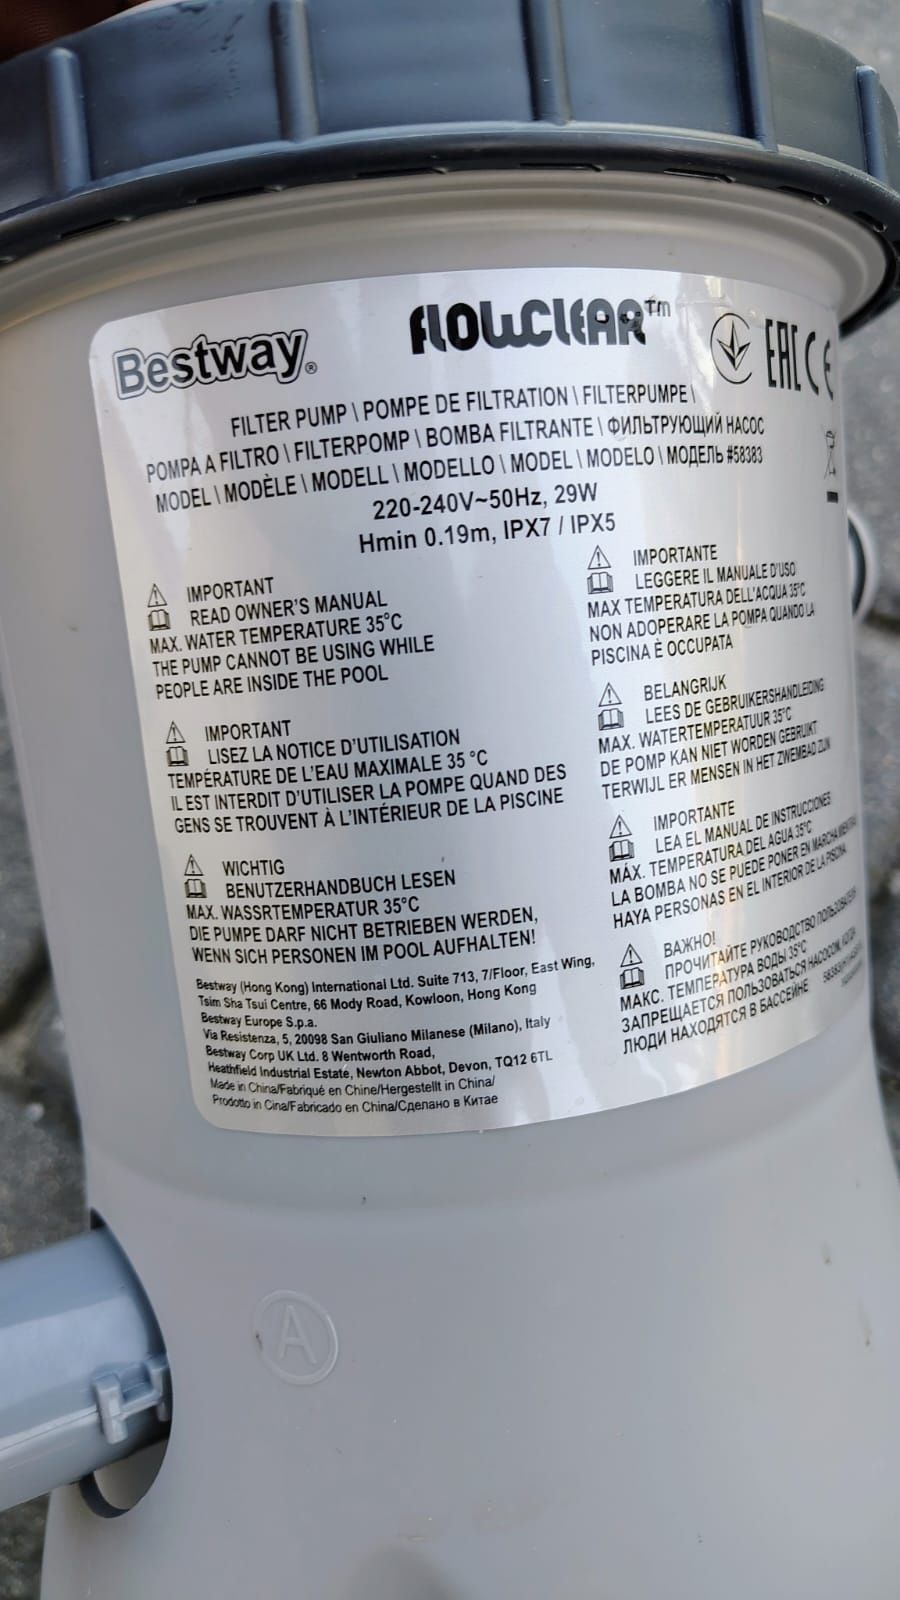 Bestway®
FLOWCLEAR™
EAC CE
FILTER PUMP \ POMPE DE FILTRATION \ FILTERPUMPE \
POMPA A FILTRO \ FILTERPOMP \ BOMBA FILTRANTE \ ФИЛЬТРУЮЩИЙ НАСОС
MODEL \ MODÈLE \ MODELL \ MODELLO \ MODEL \ MODELO \ МОДЕЛЬ #58383
220-240V~50Hz, 29W
Hmin 0.19m, IPX7 / IPX5
IMPORTANT
READ OWNER'S MANUAL
MAX. WATER TEMPERATURE 35°C
THE PUMP CANNOT BE USING WHILE
PEOPLE ARE INSIDE THE POOL
IMPORTANT
LISEZ LA NOTICE D'UTILISATION
TEMPÉRATURE DE L'EAU MAXIMALE 35 °C
IL EST INTERDIT D'UTILISER LA POMPE QUAND DES
GENS SE TROUVENT À L'INTÉRIEUR DE LA PISCINE
WICHTIG
BENUTZERHANDBUCH LESEN
MAX. WASSRTEMPERATUR 35°C
DIE PUMPE DARF NICHT BETRIEBEN WERDEN,
WENN SICH PERSONEN IM POOL AUFHALTEN!
Bestway (Hong Kong) International Ltd. Suite 713, 7/Floor, East Wing,
Tsim Sha Tsui Centre, 66 Mody Road, Kowloon, Hong Kong
Bestway Europe S.p.a.
Via Resistenza, 5, 20098 San Giuliano Milanese (Milano), Italy
Bestway Corp UK Ltd. 8 Wentworth Road,
Heathfield Industrial Estate, Newton Abbot, Devon, TQ12 6TL
Made in China/Fabriqué en Chine/Hergestellt in China/
Prodotto in Cina/Fabricado en China/Сделано в Китае
IMPORTANTE
LEGGERE IL MANUALE D'USO
MAX TEMPERATURA DELL'ACQUA 35°C
NON ADOPERARE LA POMPA QUANDO LA
PISCINA È OCCUPATA
BELANGRIJK
LEES DE GEBRUIKERSHANDLEIDING
MAX. WATERTEMPERATUUR 35°C
DE POMP KAN NIET WORDEN GEBRUIKT
TERWIJL ER MENSEN IN HET ZWEMBAD ZIJN
IMPORTANTE
LEA EL MANUAL DE INSTRUCCIONES
MÁX. TEMPERATURA DEL AGUA 35°C
LA BOMBA NO SE PUEDE PONER EN MARCHA MIENTRAS
HAYA PERSONAS EN EL INTERIOR DE LA PISCINA
ВАЖНО!
ПРОЧИТАЙТЕ РУКОВОДСТВО ПОЛЬЗОВАТЕЛЯ
МАКС. ТЕМПЕРАТУРА ВОДЫ 35°C
ЗАПРЕЩАЕТСЯ ПОЛЬЗОВАТЬСЯ НАСОСОМ, КОГДА
ЛЮДИ НАХОДЯТСЯ В БАССЕЙНЕ
A